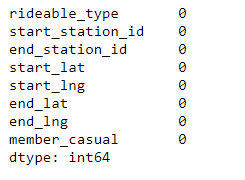 rideable_type 0
start_station_id 0
end_station_id 0
start_lat 0
start_lng 0
end_lat 0
end_lng 0
member_casual 0
dtype: int64